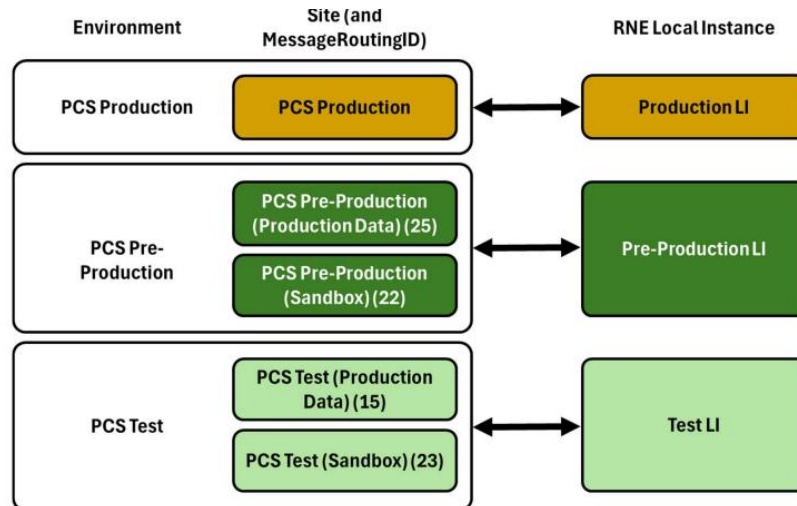 Environment
Site (and
MessageRoutingID)
RNE Local Instance
PCS Production
PCS Production
Production LI
PCS Pre-
Production
PCS Pre-Production
(Production Data) (25)
PCS Pre-Production
(Sandbox) (22)
Pre-Production LI
PCS Test
PCS Test (Production
Data) (15)
PCS Test (Sandbox) (23)
Test LI